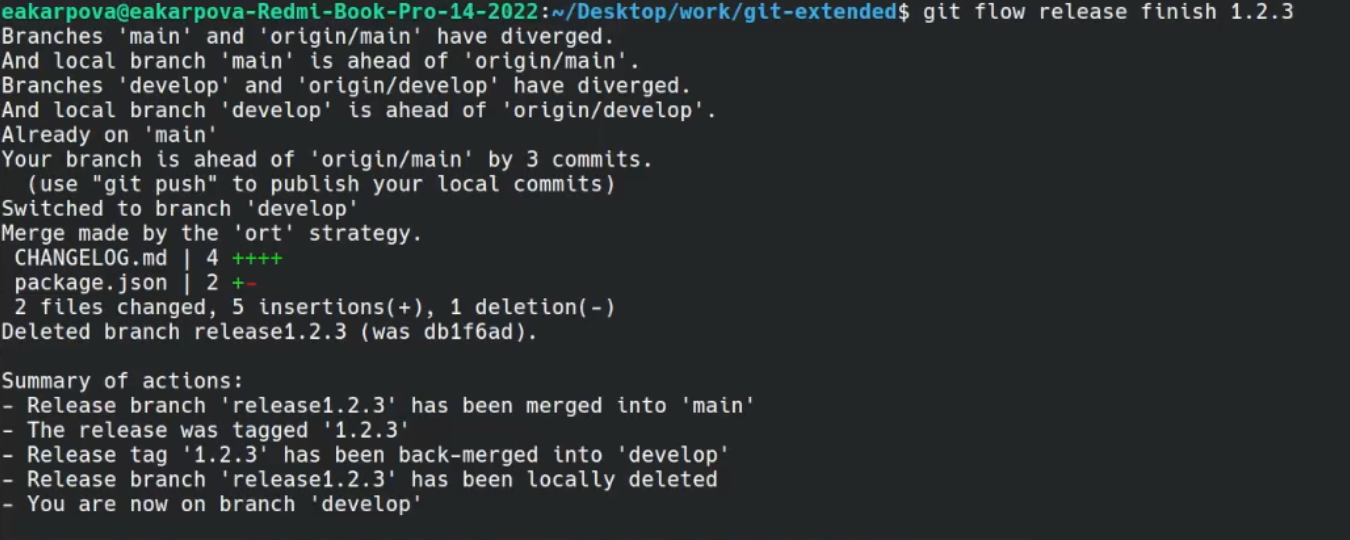 eakarpova@eakarpova-Redmi-Book-Pro-14-2022:~/Desktop/work/git-extended$ git flow release finish 1.2.3
Branches 'main' and 'origin/main' have diverged.
And local branch 'main' is ahead of 'origin/main'.
Branches 'develop' and 'origin/develop' have diverged.
And local branch 'develop' is ahead of 'origin/develop'.
Already on 'main'
Your branch is ahead of 'origin/main' by 3 commits.
  (use "git push" to publish your local commits)
Switched to branch 'develop'
Merge made by the 'ort' strategy.
 CHANGELOG.md | 4 ++++
 package.json | 2 +-
 2 files changed, 5 insertions(+), 1 deletion(-)
Deleted branch release1.2.3 (was db1f6ad).

Summary of actions:
- Release branch 'release1.2.3' has been merged into 'main'
- The release was tagged '1.2.3'
- Release tag '1.2.3' has been back-merged into 'develop'
- Release branch 'release1.2.3' has been locally deleted
- You are now on branch 'develop'